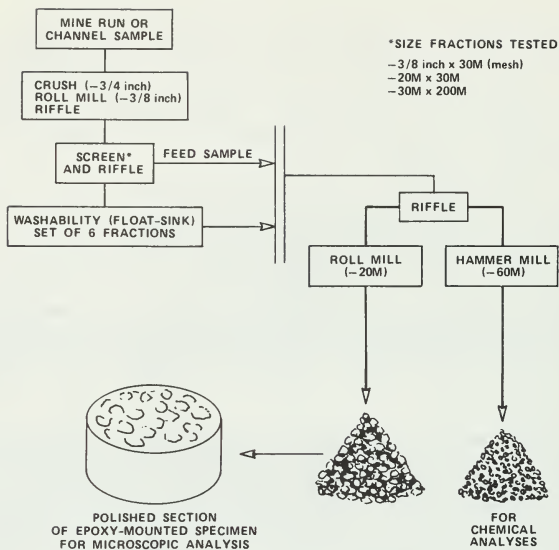 MINE RUN OR
CHANNEL SAMPLE
*SIZE FRACTIONS TESTED
−3/8 inch x 30M (mesh)
−20M x 30M
−30M x 200M
CRUSH (−3/4 inch)
ROLL MILL (−3/8 inch)
RIFFLE
SCREEN*
AND RIFFLE
FEED SAMPLE
WASHABILITY (FLOAT-SINK)
SET OF 6 FRACTIONS
RIFFLE
ROLL MILL
(−20M)
HAMMER MILL
(−60M)
POLISHED SECTION
OF EPOXY-MOUNTED SPECIMEN
FOR MICROSCOPIC ANALYSIS
FOR
CHEMICAL
ANALYSES